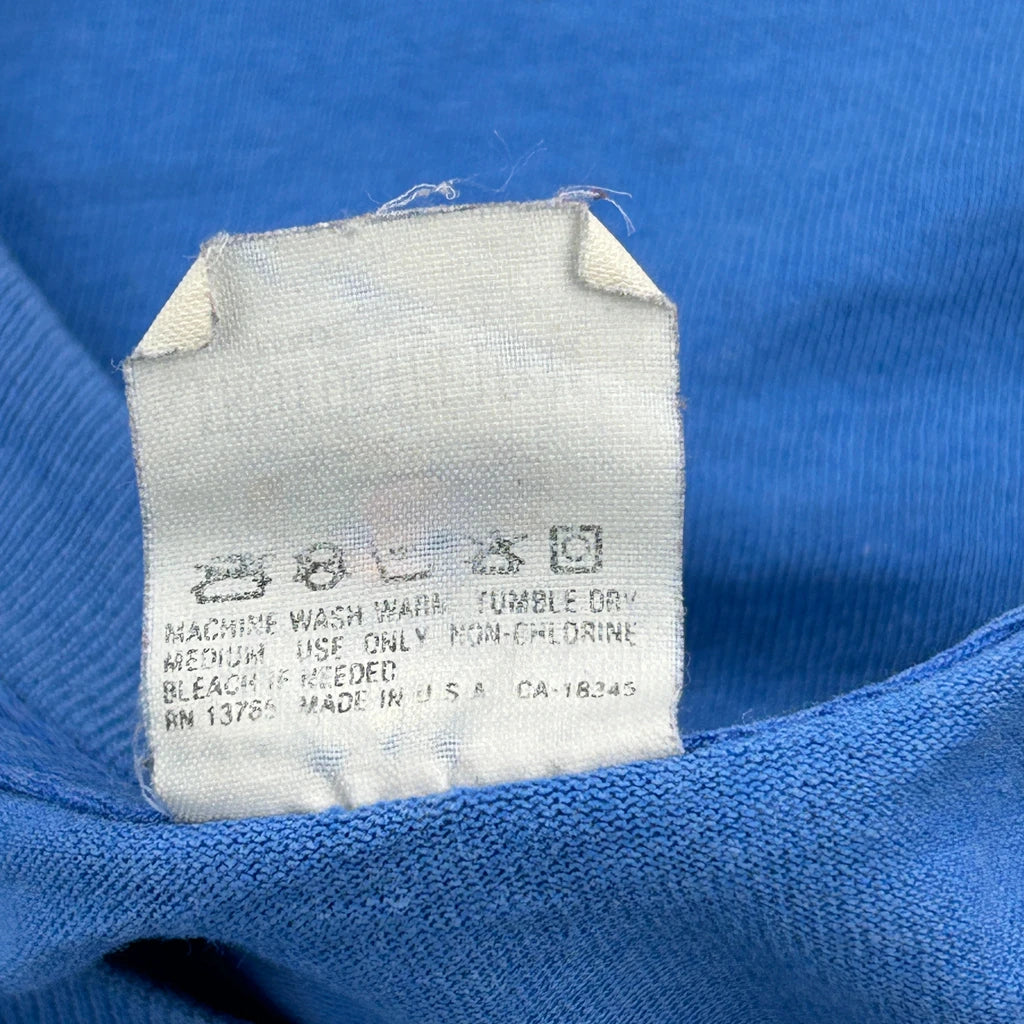 MACHINE WASH WARM TUMBLE DRY
MEDIUM USE ONLY NON-CHLORINE
BLEACH IF NEEDED
RN 13765 MADE IN U S A CA-18345